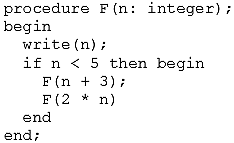 procedure F(n: integer);
begin
  write(n);
  if n < 5 then begin
    F(n + 3);
    F(2 * n)
  end
end;